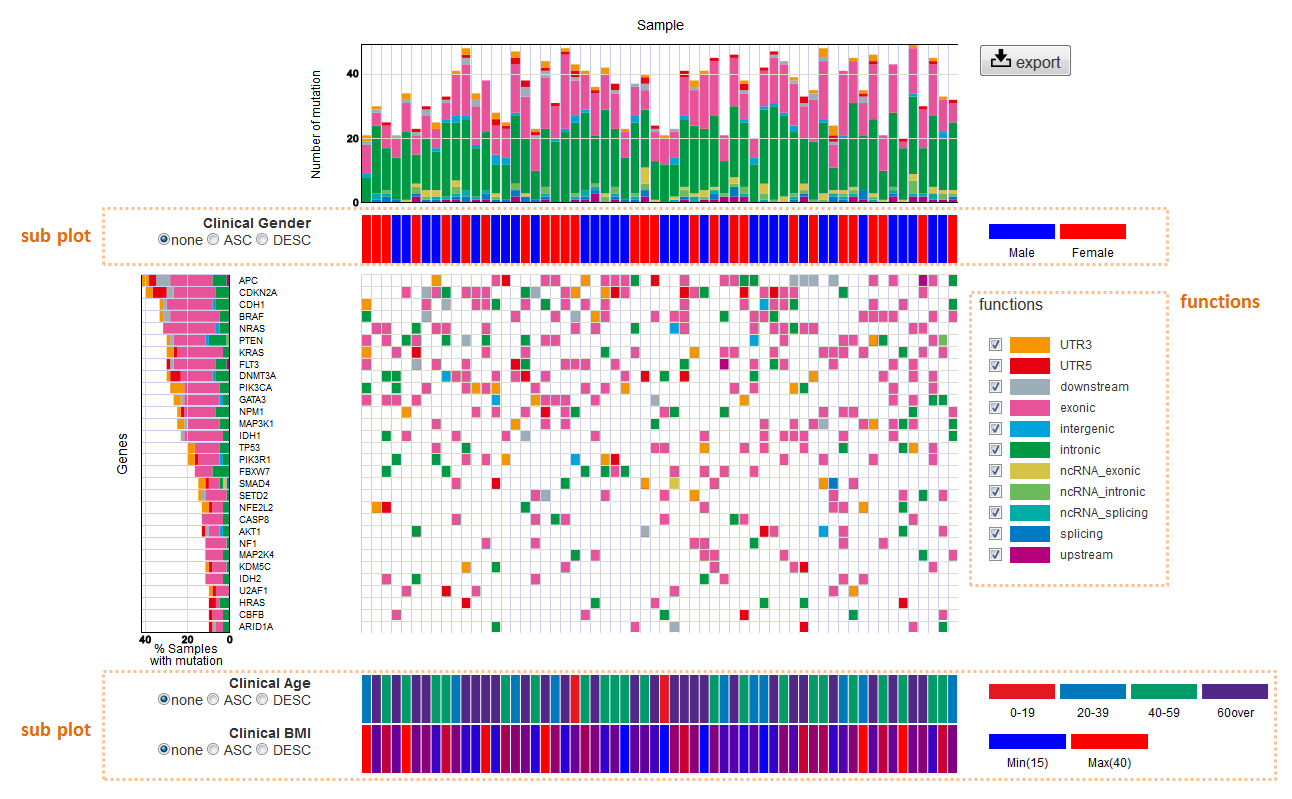 Sample
export
Number of mutation
40
20
0
sub plot
Clinical Gender
none ASC DESC
Male Female
Genes
APC
CDKN2A
CDH1
BRAF
NRAS
PTEN
KRAS
FLT3
DNMT3A
PIK3CA
GATA3
NPM1
MAP3K1
IDH1
TP53
PIK3R1
FBXW7
SMAD4
SETD2
NFE2L2
CASP8
AKT1
NF1
MAP2K4
KDM5C
IDH2
U2AF1
HRAS
CBFB
ARID1A
40 20 0
% Samples
with mutation
functions
functions
UTR3
UTR5
downstream
exonic
intergenic
intronic
ncRNA_exonic
ncRNA_intronic
ncRNA_splicing
splicing
upstream
sub plot
Clinical Age
none ASC DESC
0-19 20-39 40-59 60over
Clinical BMI
none ASC DESC
Min(15) Max(40)